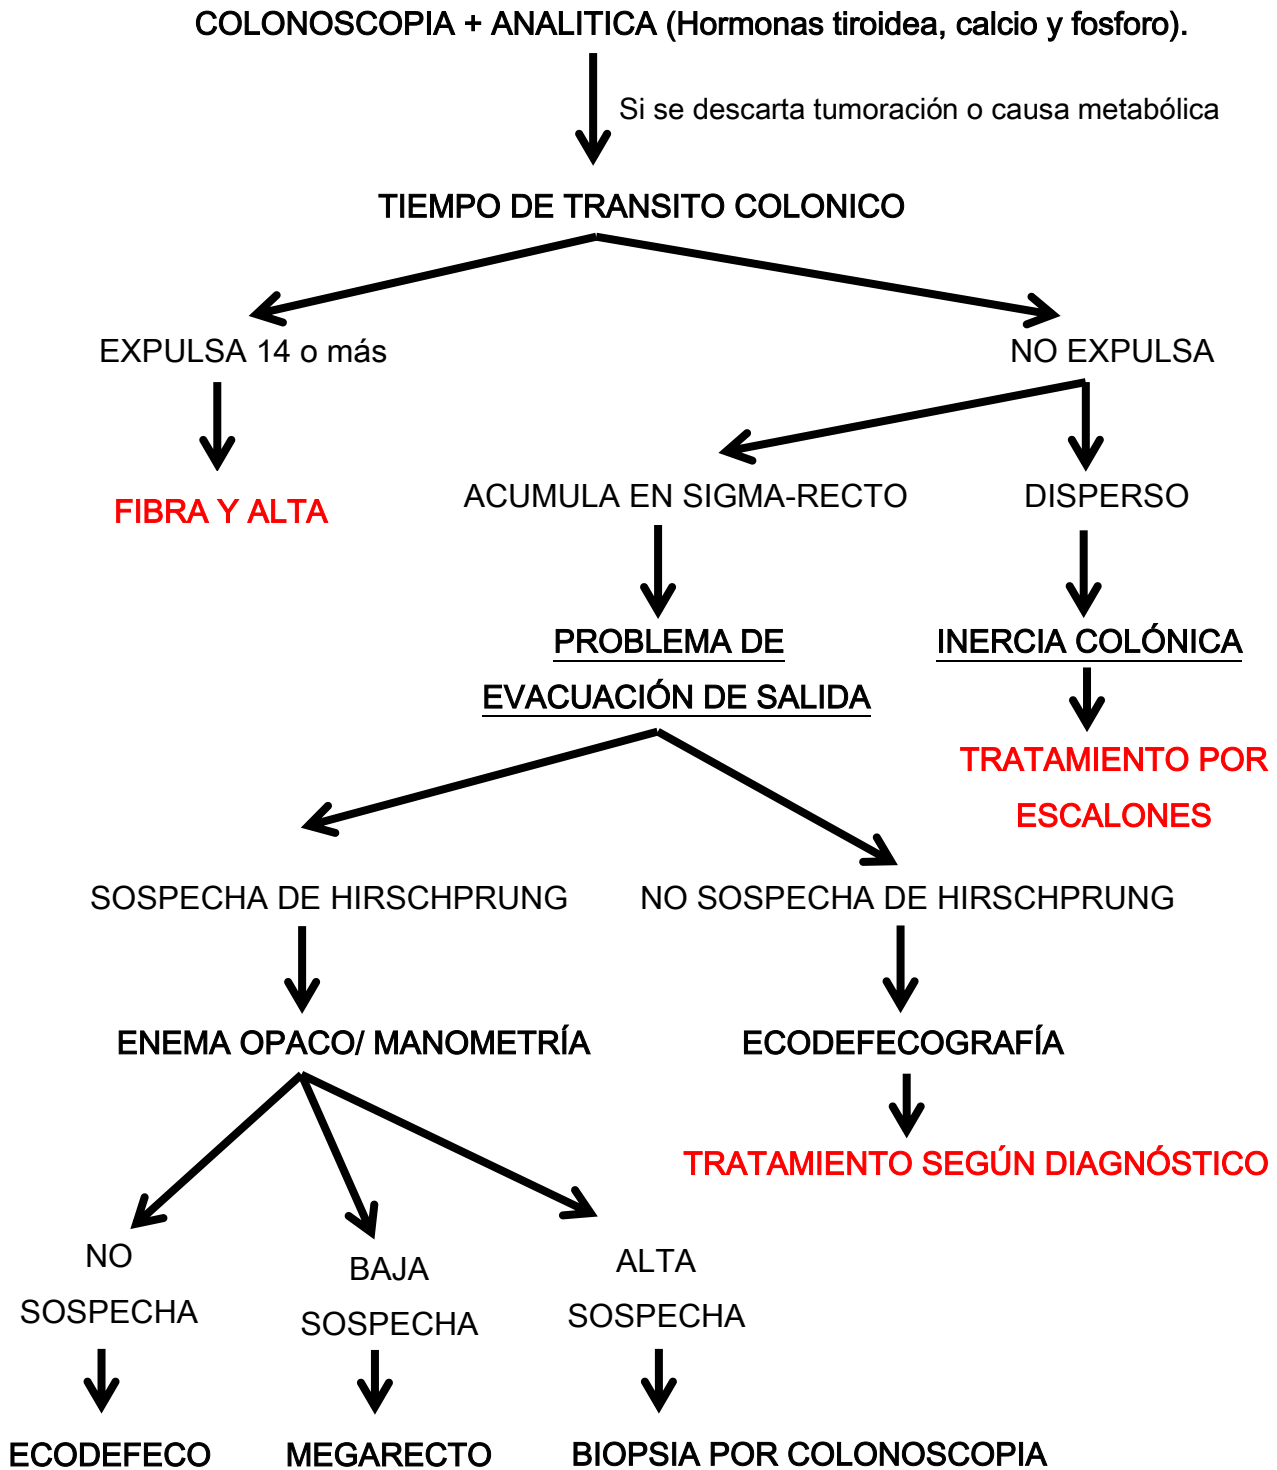 COLONOSCOPIA + ANALITICA (Hormonas tiroidea, calcio y fosforo).
Si se descarta tumoración o causa metabólica
TIEMPO DE TRANSITO COLONICO
EXPULSA 14 o más
NO EXPULSA
FIBRA Y ALTA
ACUMULA EN SIGMA-RECTO
DISPERSO
PROBLEMA DE
EVACUACIÓN DE SALIDA
INERCIA COLÓNICA
TRATAMIENTO POR
ESCALONES
SOSPECHA DE HIRSCHPRUNG
NO SOSPECHA DE HIRSCHPRUNG
ENEMA OPACO/ MANOMETRÍA
ECODEFECOGRAFÍA
TRATAMIENTO SEGÚN DIAGNÓSTICO
NO
SOSPECHA
BAJA
SOSPECHA
ALTA
SOSPECHA
ECODEFECO
MEGARECTO
BIOPSIA POR COLONOSCOPIA